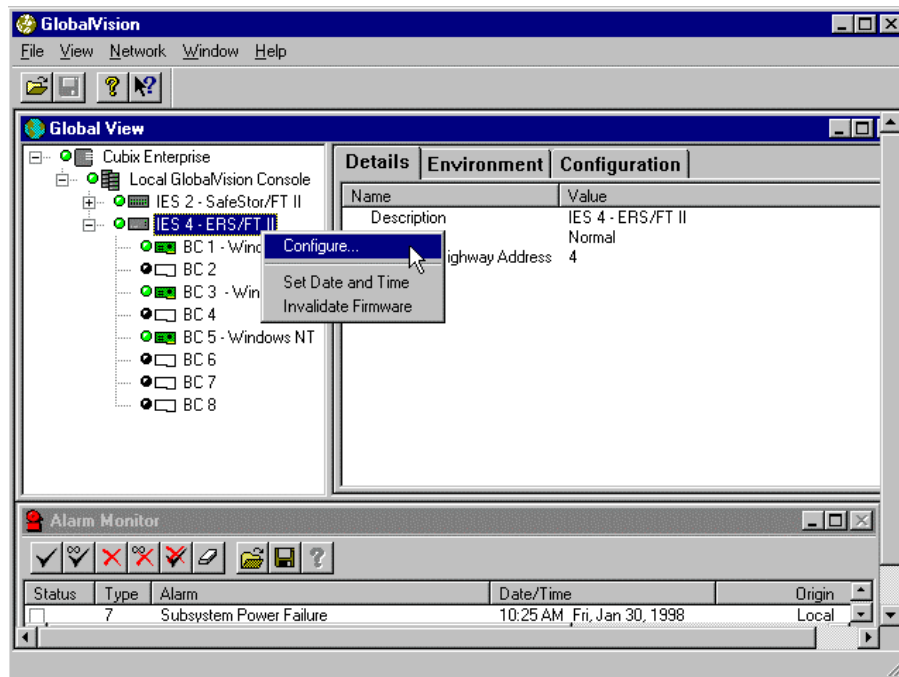 GlobalVision
File View Network Window Help
Global View
Cubix Enterprise
Local GlobalVision Console
IES 2 - SafeStor/FT II
IES 4 - ERS/FT II
BC 1 - Wind
BC 2
BC 3 - Win
BC 4
BC 5 - Windows NT
BC 6
BC 7
BC 8
Configure...
Set Date and Time
Invalidate Firmware
Details Environment Configuration
Name Value
Description IES 4 - ERS/FT II
Normal
ighway Address 4
Alarm Monitor
Status Type Alarm Date/Time Origin
7 Subsystem Power Failure 10:25 AM ,Fri, Jan 30, 1998 Local